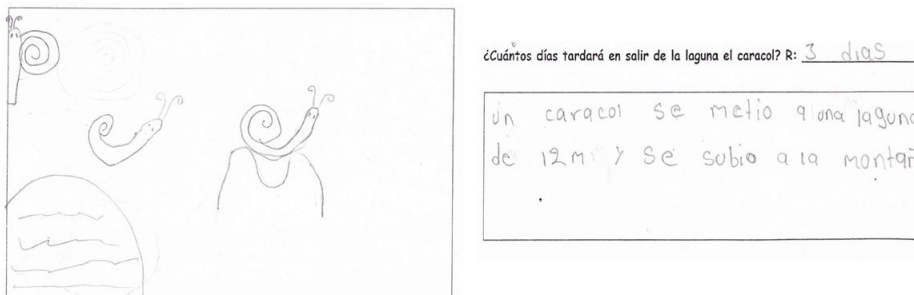 ¿Cuántos días tardará en salir de la laguna el caracol? R: 3 dias
Un caracol se metio a una laguna
de 12 m y se subio a la montañ